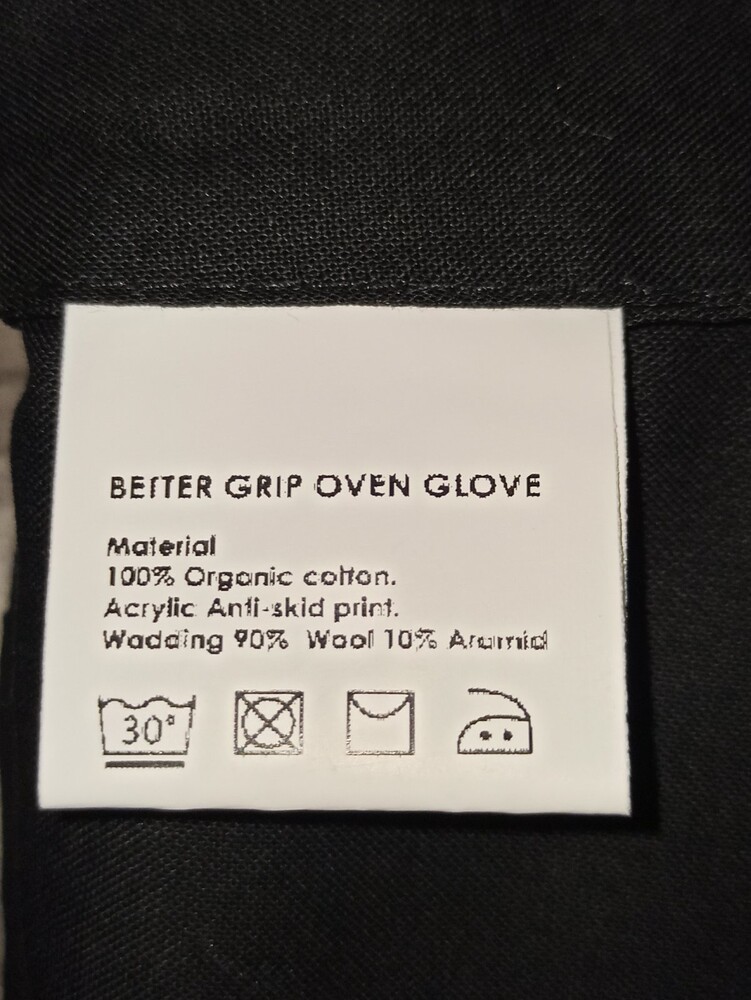 BETTER GRIP OVEN GLOVE
Material
100% Organic cotton.
Acrylic Anti-skid print.
Wadding 90% Wool 10% Aramid
30°